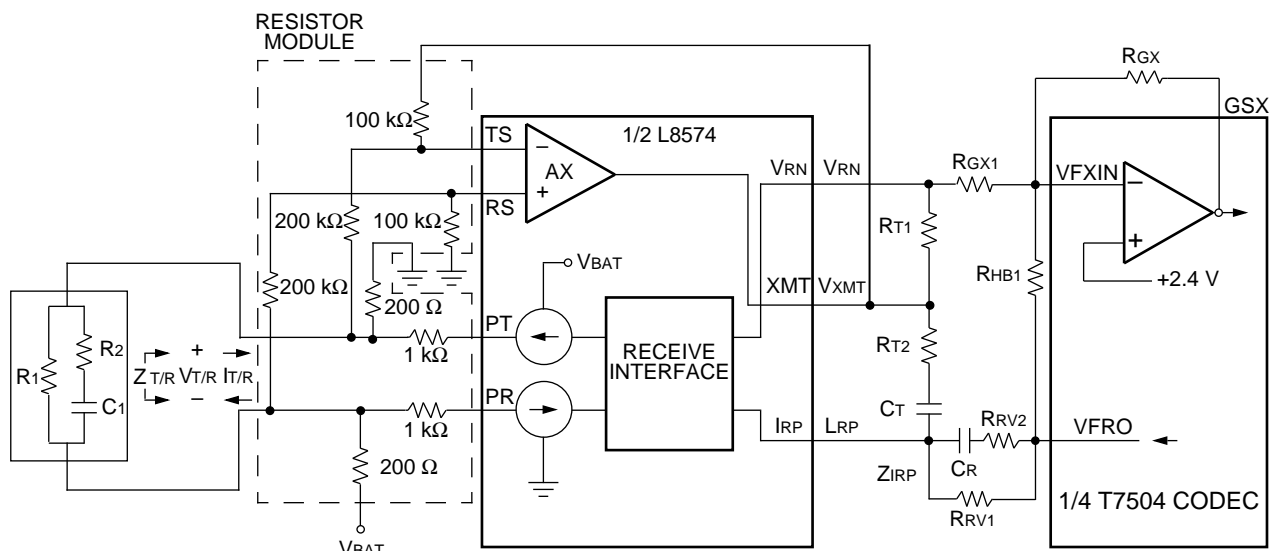 RESISTOR
MODULE
RGX
GSX
100 kΩ
TS
1/2 L8574
AX
VRN VRN
RGX1
VFXIN
RS
200 kΩ
100 kΩ
RT1
VBAT
RHB1
+2.4 V
200 kΩ
XMT VXMT
200 Ω
PT
R2
RT2
R1
ZT/R VT/R IT/R
1 kΩ
RECEIVE
INTERFACE
C1
PR
CT
RRV2
1 kΩ
IRP LRP
VFRO
200 Ω
CR
ZIRP
RRV1
1/4 T7504 CODEC
VBAT